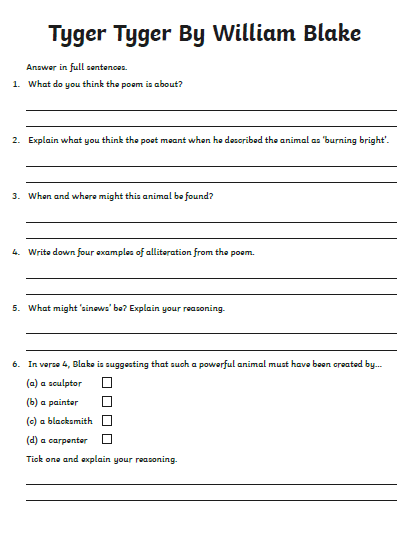 Tyger Tyger By William Blake
Answer in full sentences.
1. What do you think the poem is about?
2. Explain what you think the poet meant when he described the animal as 'burning bright'.
3. When and where might this animal be found?
4. Write down four examples of alliteration from the poem.
5. What might 'sinews' be? Explain your reasoning.
6. In verse 4, Blake is suggesting that such a powerful animal must have been created by...
(a) a sculptor
(b) a painter
(c) a blacksmith
(d) a carpenter
Tick one and explain your reasoning.